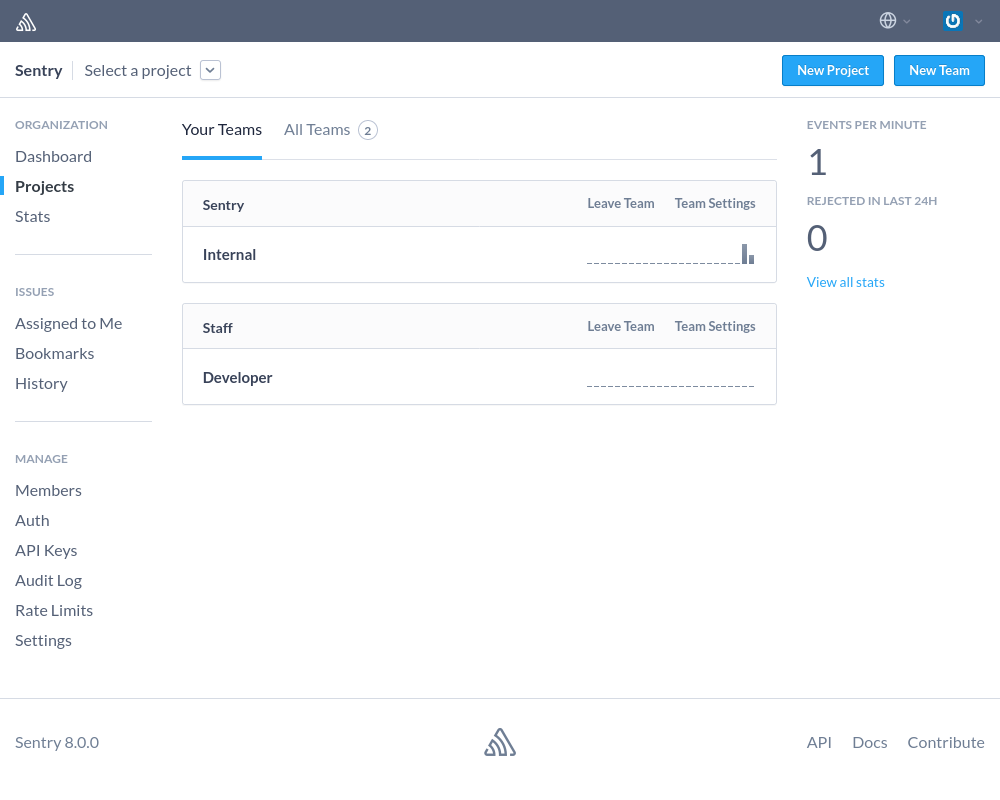 Sentry Select a project New Project New Team
ORGANIZATION
Dashboard
Projects
Stats
ISSUES
Assigned to Me
Bookmarks
History
MANAGE
Members
Auth
API Keys
Audit Log
Rate Limits
Settings
Your Teams All Teams 2
Sentry Leave Team Team Settings
Internal
Staff Leave Team Team Settings
Developer
EVENTS PER MINUTE
1
REJECTED IN LAST 24H
0
View all stats
Sentry 8.0.0 API Docs Contribute